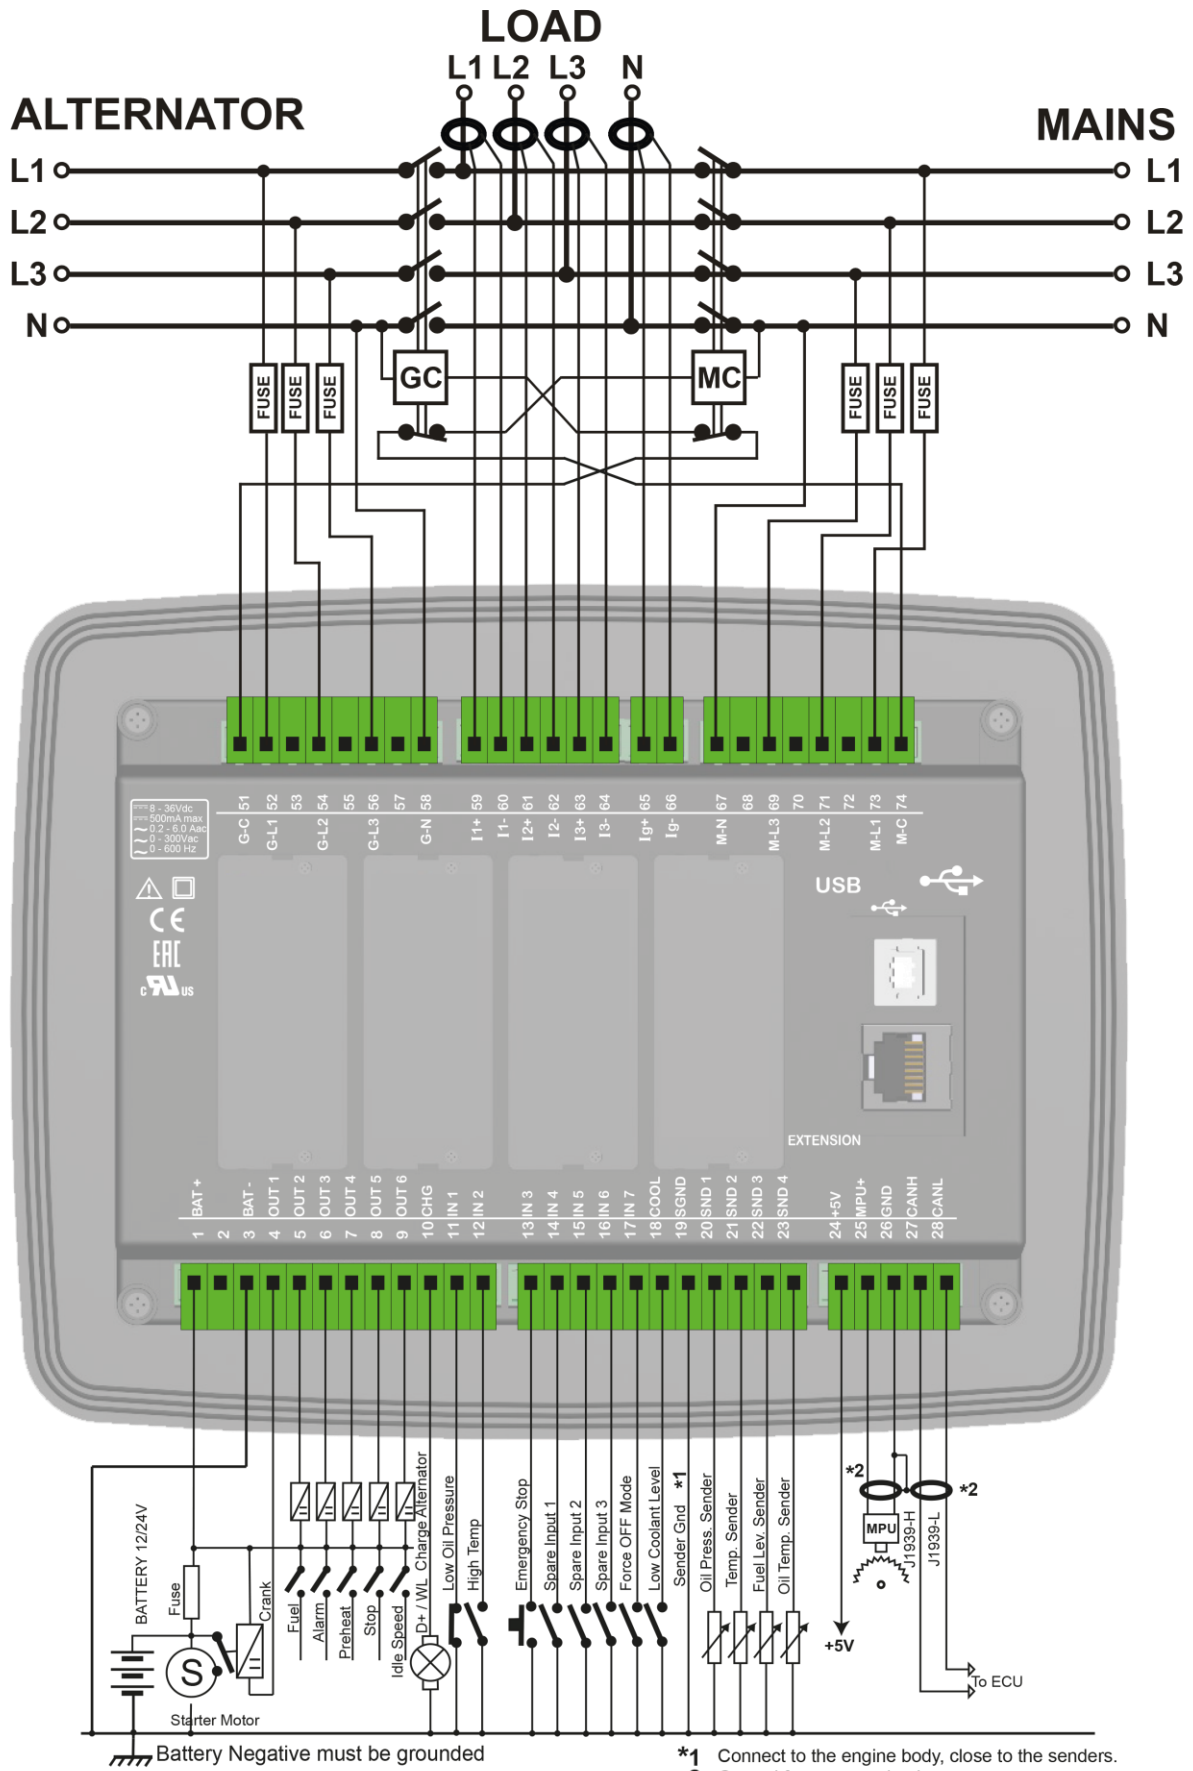 LOAD
L1 L2 L3 N
ALTERNATOR
MAINS
L1
L1
L2
L2
L3
L3
N
N
GC
MC
FUSE
FUSE
FUSE
FUSE
FUSE
FUSE
51 52 53 54 55 56 57 58 59 60 61 62 63 64 65 66 67 68 69 70 71 72 73 74
G-C G-L1 G-L2 G-L3 G-N I1+ I1- I2+ I2- I3+ I3- Ig+ Ig- M-N M-L3 M-L2 M-L1 M-C
8 - 36Vdc
500mA max
0.2 - 6.0 Aac
0 - 300Vac
0 - 600 Hz
CE
EAC
C RU US
USB
EXTENSION
BAT + BAT - OUT 1 OUT 2 OUT 3 OUT 4 OUT 5 OUT 6 CHG IN 1 IN 2 IN 3 IN 4 IN 5 IN 6 IN 7 COOL SGND SND 1 SND 2 SND 3 SND 4 +5V MPU+ GND CANH CANL
1 2 3 4 5 6 7 8 9 10 11 12 13 14 15 16 17 18 19 20 21 22 23 24 25 26 27 28
BATTERY 12/24V
Fuse
Crank
Fuel
Alarm
Preheat
Stop
Idle Speed
D+ / WL Charge Alternator
Low Oil Pressure
High Temp
Emergency Stop
Spare Input 1
Spare Input 2
Spare Input 3
Force OFF Mode
Low Coolant Level
Sender Gnd *1
Oil Press. Sender
Temp. Sender
Fuel Lev. Sender
Oil Temp. Sender
*2
*2
MPU
J1939-H
J1939-L
+5V
To ECU
S
Starter Motor
Battery Negative must be grounded
*1 Connect to the engine body, close to the senders.